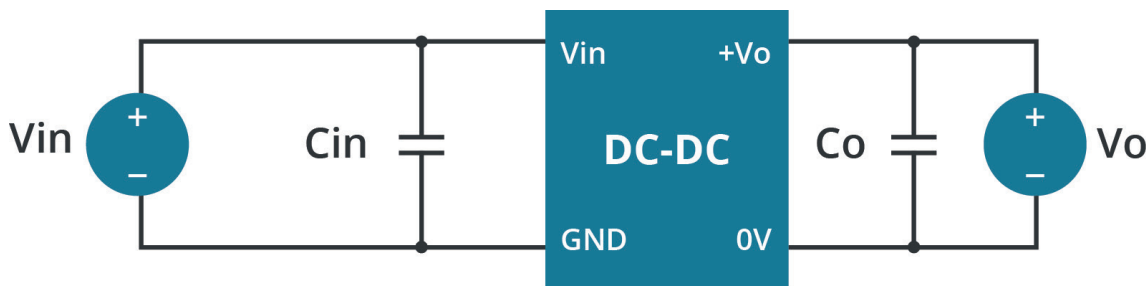 Vin
+
−
Cin
Vin
+Vo
DC-DC
GND
0V
Co
+
−
Vo